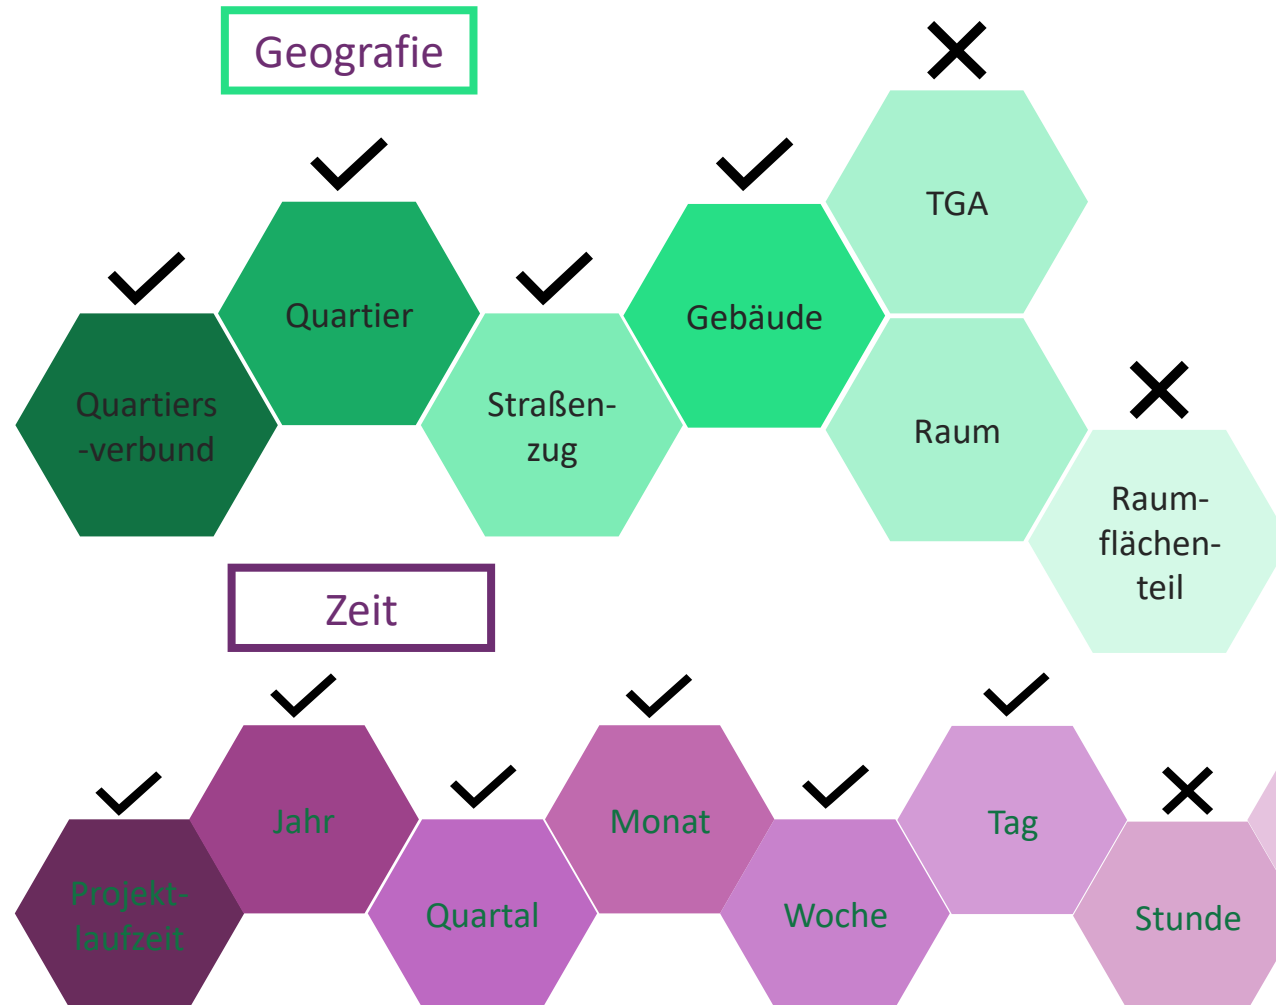 Geografie
TGA
Quartier
Gebäude
Quartiers
-verbund
Straßen-
zug
Raum
Raum-
flächen-
teil
Zeit
Jahr
Monat
Tag
Projekt-
laufzeit
Quartal
Woche
Stunde